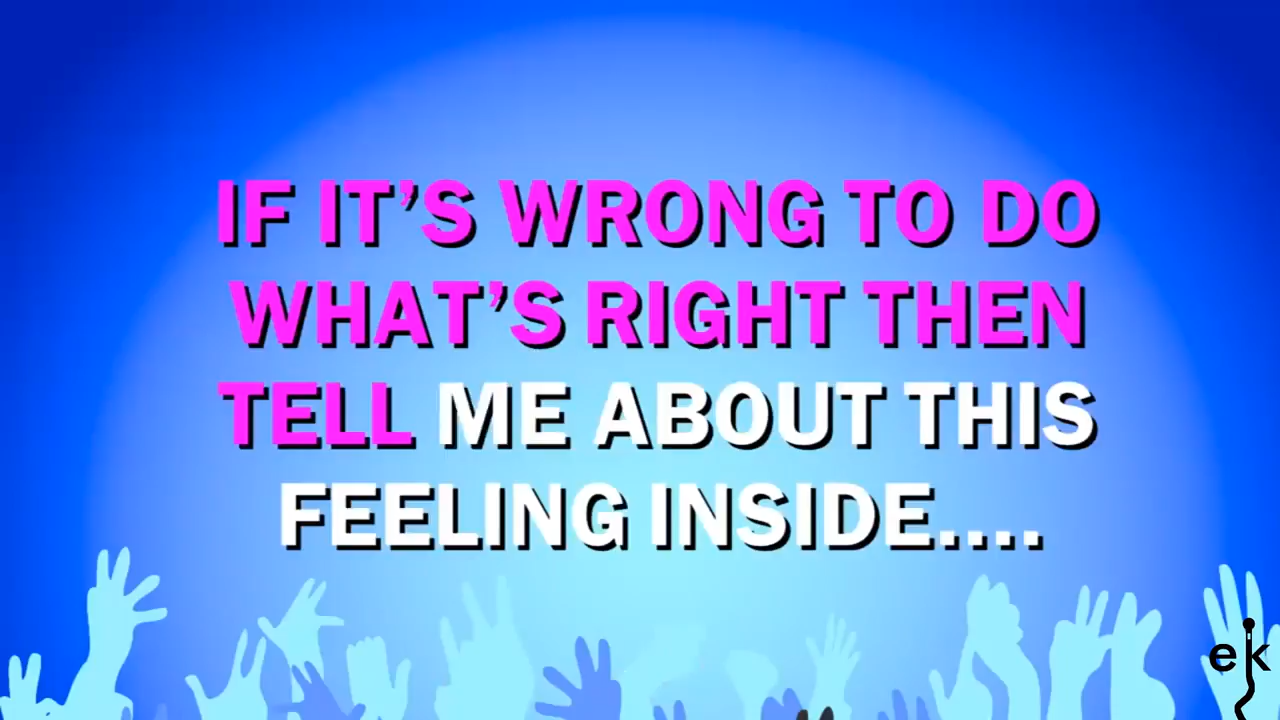 IF IT’S WRONG TO DO
WHAT’S RIGHT THEN
TELL ME ABOUT THIS
FEELING INSIDE....
ek